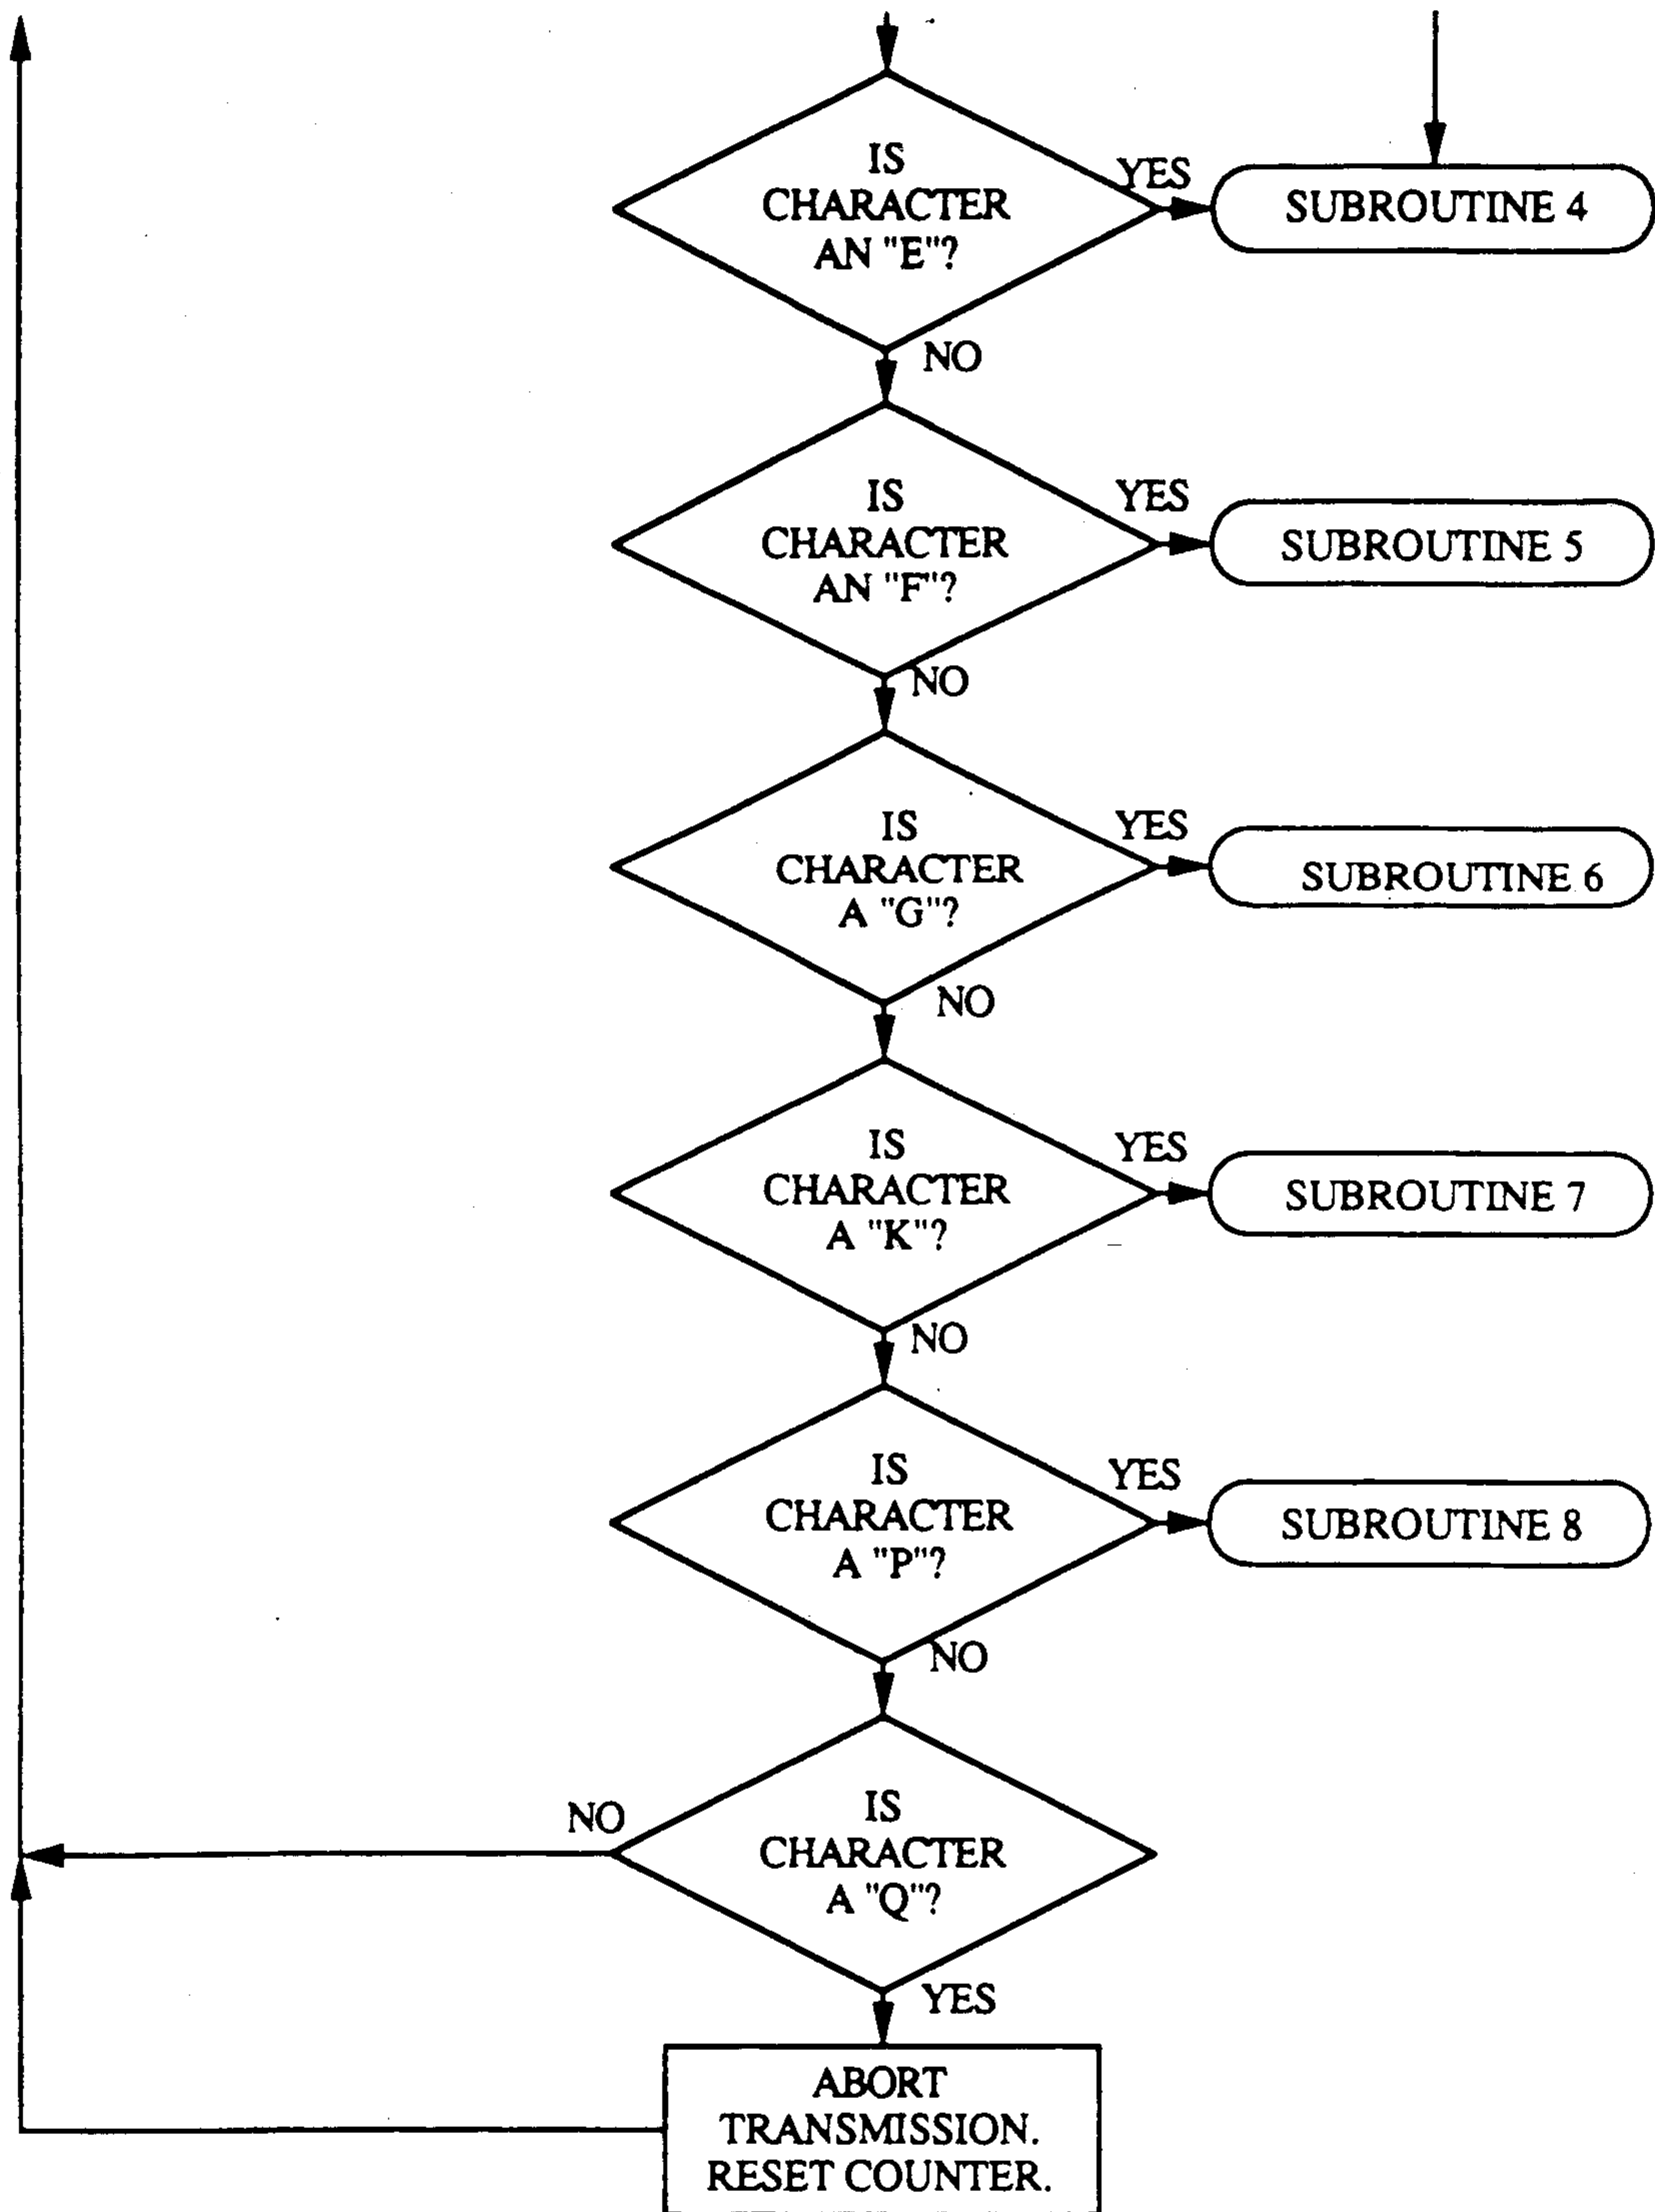 IS
CHARACTER
AN "E"?
YES
SUBROUTINE 4
NO
IS
CHARACTER
AN "F"?
YES
SUBROUTINE 5
NO
IS
CHARACTER
A "G"?
YES
SUBROUTINE 6
NO
IS
CHARACTER
A "K"?
YES
SUBROUTINE 7
NO
IS
CHARACTER
A "P"?
YES
SUBROUTINE 8
NO
IS
CHARACTER
A "Q"?
NO
YES
ABORT
TRANSMISSION.
RESET COUNTER.